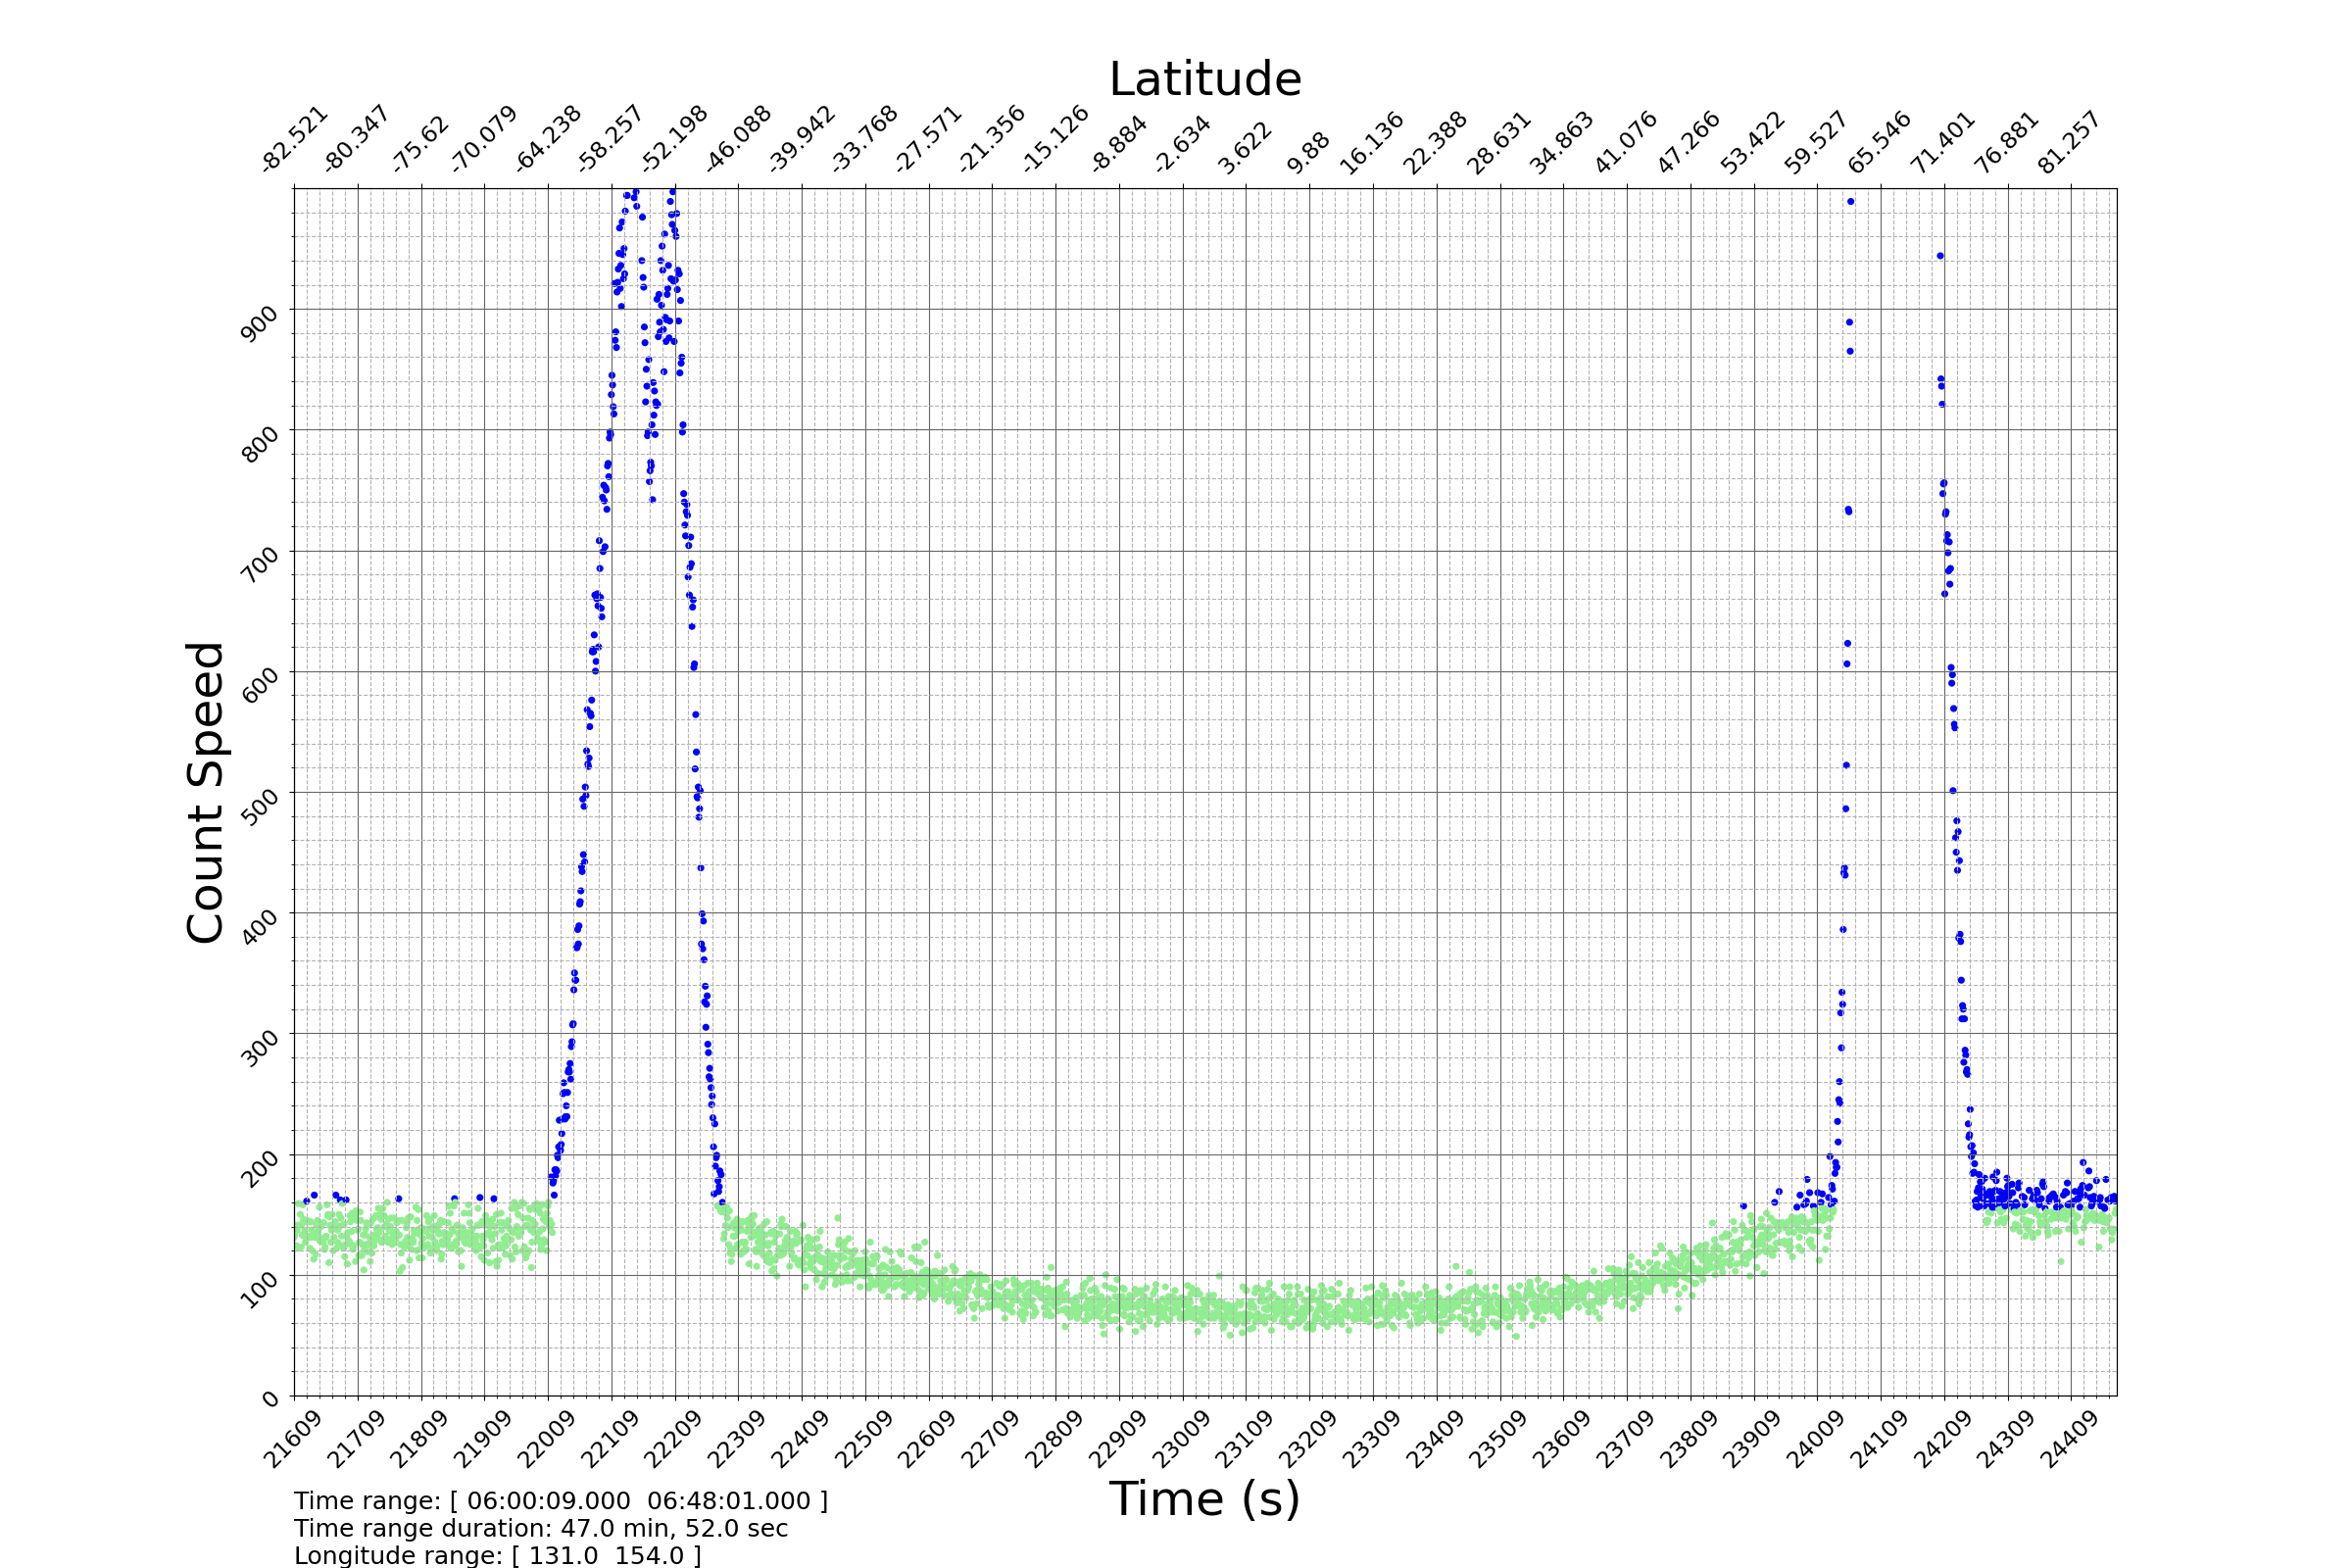 Latitude
-82.521 -80.347 -75.62 -70.079 -64.238 -58.257 -52.198 -46.088 -39.942 -33.768 -27.571 -21.356 -15.126 -8.884 -2.634 3.622 9.88 16.136 22.388 28.631 34.863 41.076 47.266 53.422 59.527 65.546 71.401 76.881 81.257
900
800
700
600
500
400
300
200
100
0
Count Speed
21609 21709 21809 21909 22009 22109 22209 22309 22409 22509 22609 22709 22809 22909 23009 23109 23209 23309 23409 23509 23609 23709 23809 23909 24009 24109 24209 24309 24409
Time (s)
Time range: [ 06:00:09.000  06:48:01.000 ]
Time range duration: 47.0 min, 52.0 sec
Longitude range: [ 131.0  154.0 ]